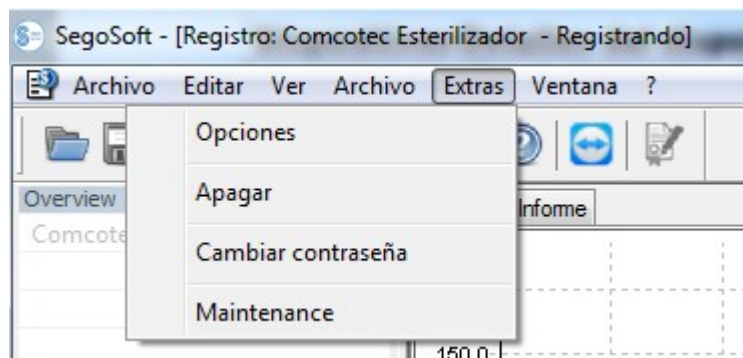 SegoSoft - [Registro: Comcotec Esterilizador - Registrando]
Archivo Editar Ver Archivo Extras Ventana ?
Opciones
Overview Apagar Informe
Comcote
Cambiar contraseña
Maintenance
150.0